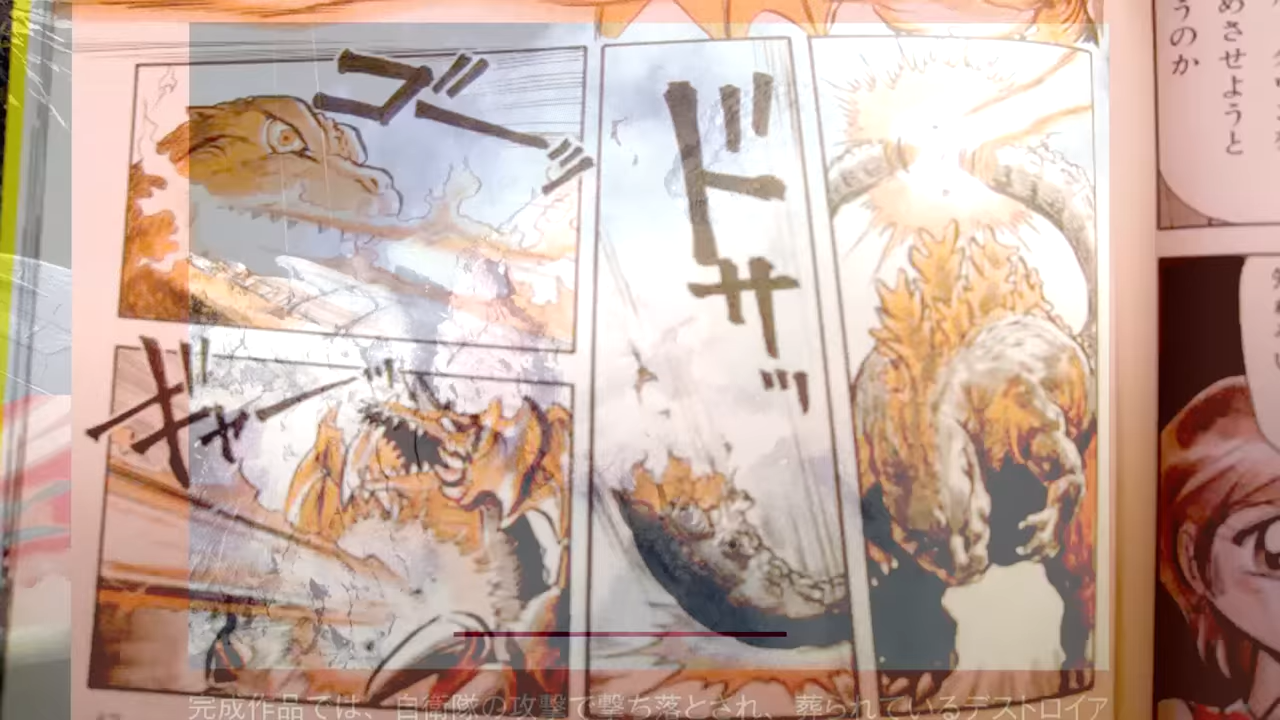 めさせようと
うのか
ゴーッ
ドサッ
ギャーッ
完成作品では、自衛隊の攻撃で撃ち落とされ、葬られているデストロイア